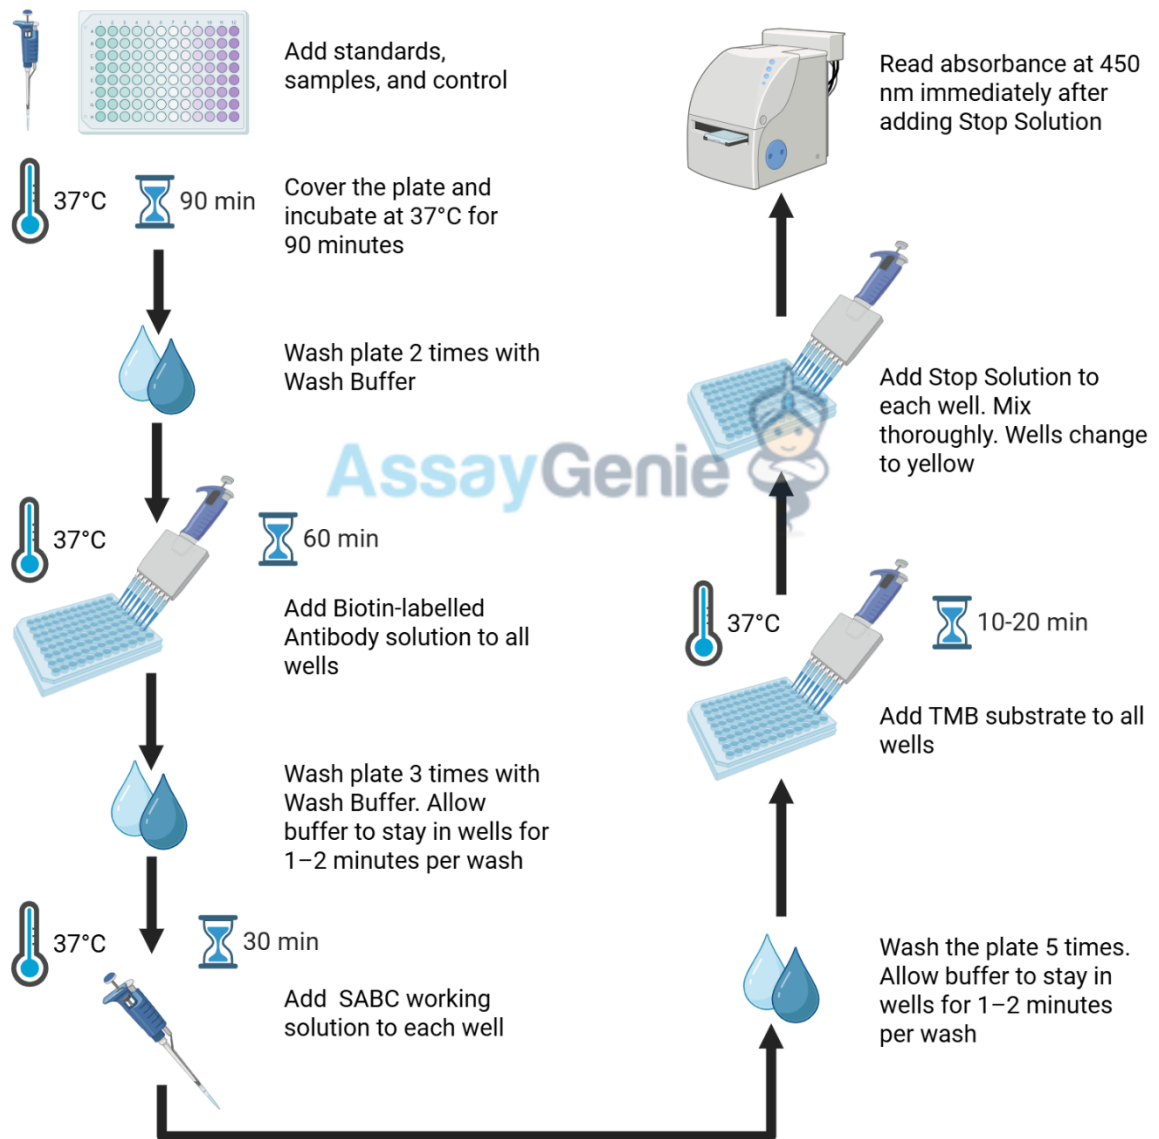 Add standards,
samples, and control
37°C
90 min
Cover the plate and
incubate at 37°C for
90 minutes
Wash plate 2 times with
Wash Buffer
37°C
60 min
Add Biotin-labelled
Antibody solution to all
wells
Wash plate 3 times with
Wash Buffer. Allow
buffer to stay in wells for
1–2 minutes per wash
37°C
30 min
Add SABC working
solution to each well
Wash the plate 5 times.
Allow buffer to stay in
wells for 1–2 minutes
per wash
37°C
10-20 min
Add TMB substrate to all
wells
Add Stop Solution to
each well. Mix
thoroughly. Wells change
to yellow
Read absorbance at 450
nm immediately after
adding Stop Solution
AssayGenie